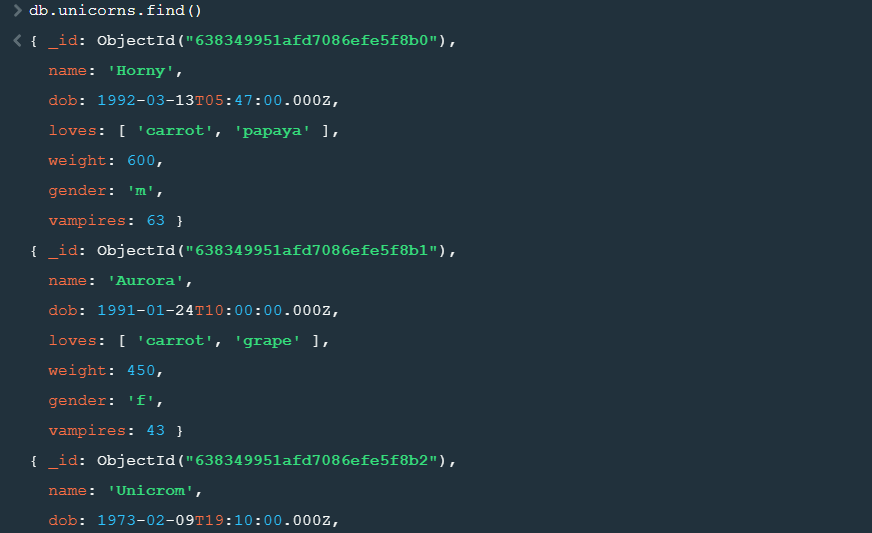 > db.unicorns.find()
< { _id: ObjectId("638349951afd7086efe5f8b0"),
name: 'Horny',
dob: 1992-03-13T05:47:00.000Z,
loves: [ 'carrot', 'papaya' ],
weight: 600,
gender: 'm',
vampires: 63 }
{ _id: ObjectId("638349951afd7086efe5f8b1"),
name: 'Aurora',
dob: 1991-01-24T10:00:00.000Z,
loves: [ 'carrot', 'grape' ],
weight: 450,
gender: 'f',
vampires: 43 }
{ _id: ObjectId("638349951afd7086efe5f8b2"),
name: 'Unicrom',
dob: 1973-02-09T19:10:00.000Z,